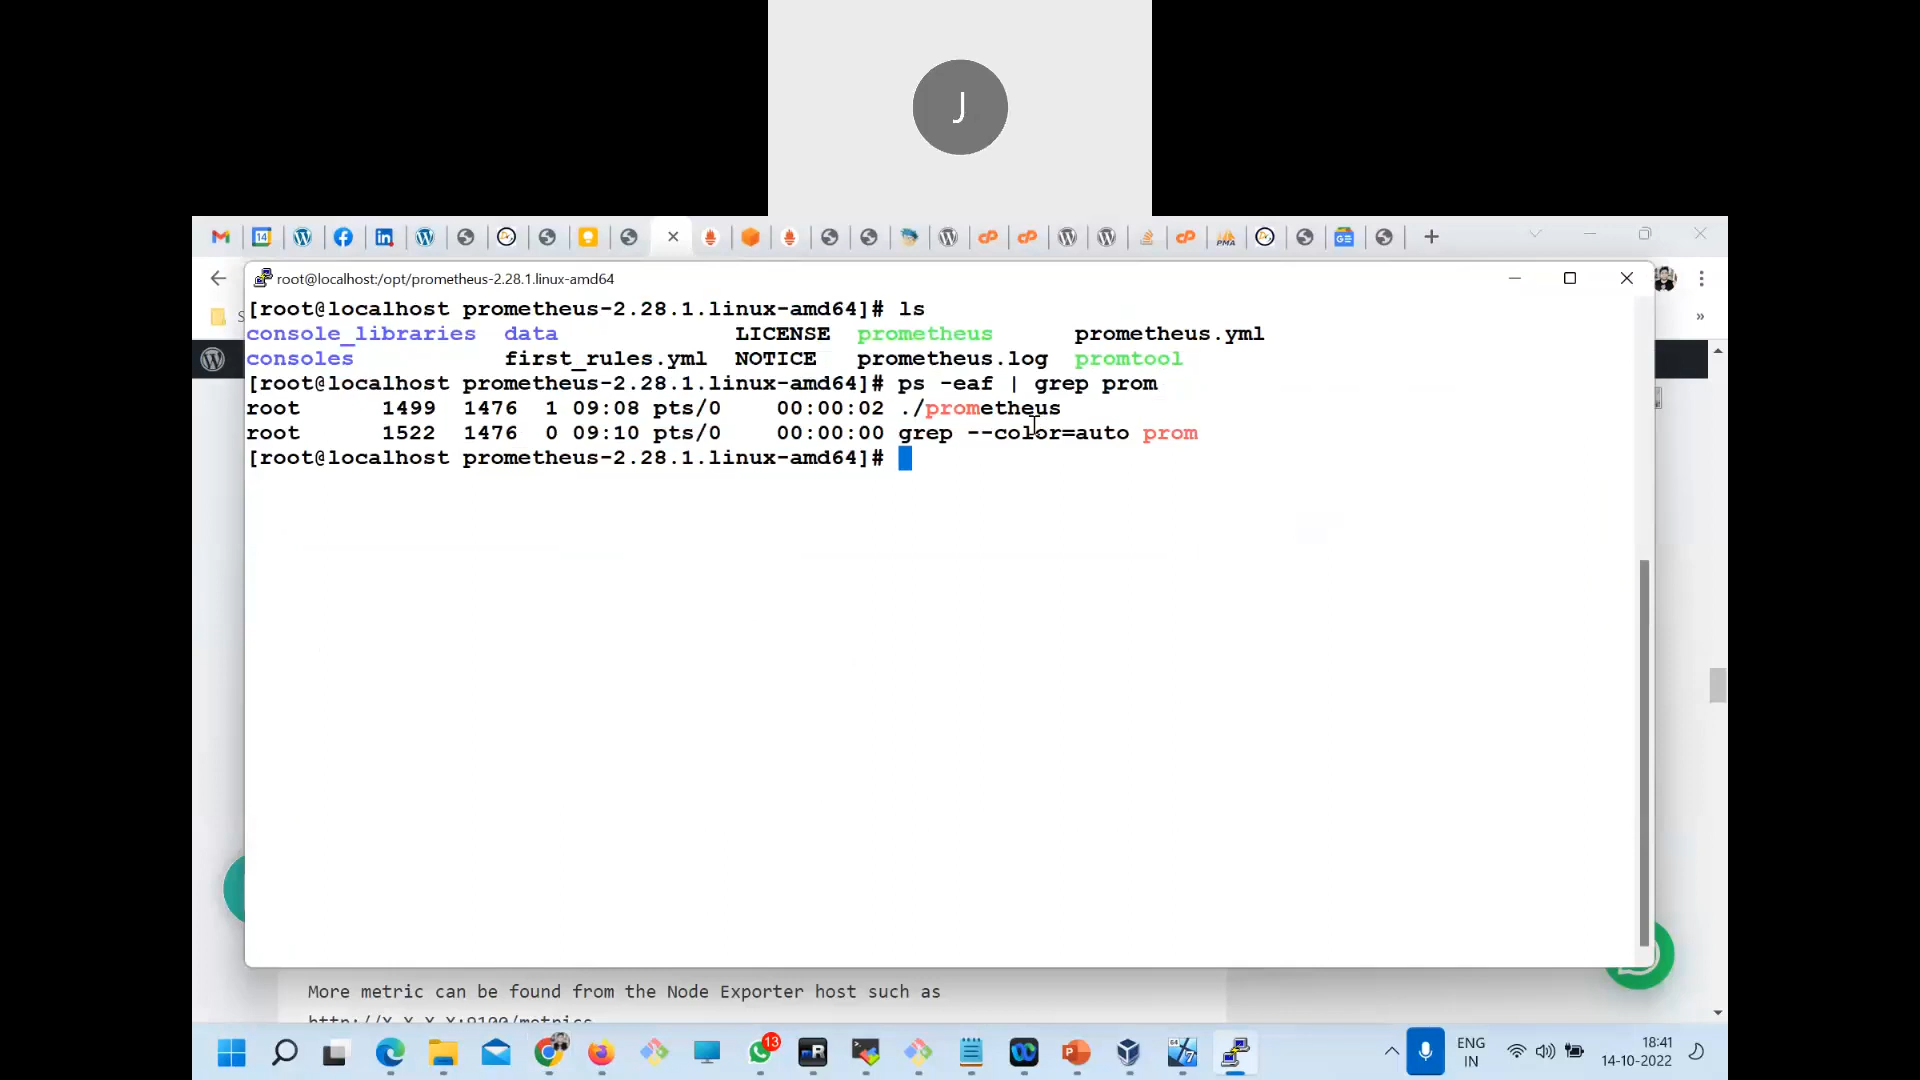 J
14
PMA
GE
root@localhost:/opt/prometheus-2.28.1.linux-amd64
[root@localhost prometheus-2.28.1.linux-amd64]# ls
console_libraries data LICENSE prometheus prometheus.yml
consoles first_rules.yml NOTICE prometheus.log promtool
[root@localhost prometheus-2.28.1.linux-amd64]# ps -eaf | grep prom
root 1499 1476 1 09:08 pts/0 00:00:02 ./prometheus
root 1522 1476 0 09:10 pts/0 00:00:00 grep --color=auto prom
[root@localhost prometheus-2.28.1.linux-amd64]#
More metric can be found from the Node Exporter host such as
http://X.X.X.X:9100/metrics
13
ENG
IN
18:41
14-10-2022